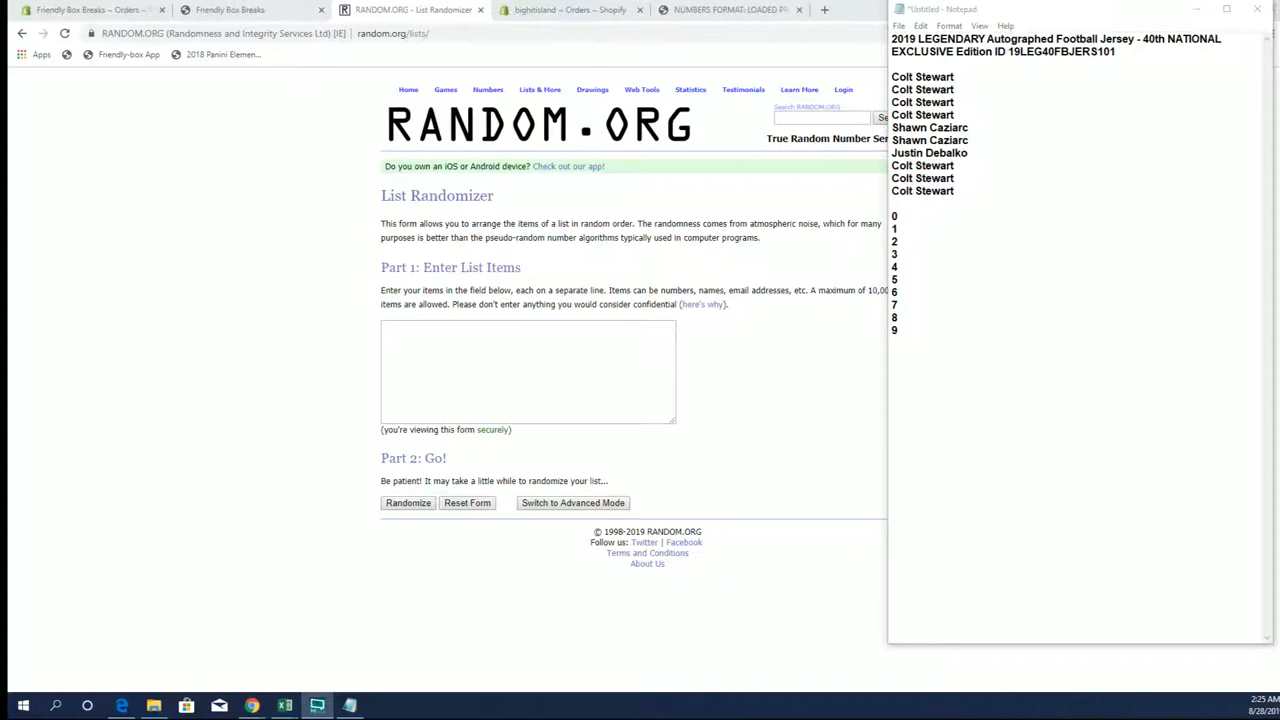 Friendly Box Breaks ~ Orders ~
Friendly Box Breaks
RANDOM.ORG - List Randomizer
bighitisland ~ Orders ~ Shopify
NUMBERS FORMAT: LOADED
RANDOM.ORG (Randomness and Integrity Services Ltd) [IE] | random.org/lists/
Apps
Friendly-box App
2018 Panini Elemen...
Home Games Numbers Lists & More Drawings Web Tools Statistics Testimonials Learn More Login
RANDOM.ORG
Search RANDOM.ORG
Se
True Random Number Ser
Do you own an iOS or Android device? Check out our app!
List Randomizer
This form allows you to arrange the items of a list in random order. The randomness comes from atmospheric noise, which for many
purposes is better than the pseudo-random number algorithms typically used in computer programs.
Part 1: Enter List Items
Enter your items in the field below, each on a separate line. Items can be numbers, names, email addresses, etc. A maximum of 10,00
items are allowed. Please don't enter anything you would consider confidential (here's why).
(you're viewing this form securely)
Part 2: Go!
Be patient! It may take a little while to randomize your list...
Randomize Reset Form Switch to Advanced Mode
© 1998-2019 RANDOM.ORG
Follow us: Twitter | Facebook
Terms and Conditions
About Us
*Untitled - Notepad
File Edit Format View Help
2019 LEGENDARY Autographed Football Jersey - 40th NATIONAL
EXCLUSIVE Edition ID 19LEG40FBJERS101
Colt Stewart
Colt Stewart
Colt Stewart
Colt Stewart
Shawn Caziarc
Shawn Caziarc
Justin Debalko
Colt Stewart
Colt Stewart
Colt Stewart
0
1
2
3
4
5
6
7
8
9
2:25 AM
8/28/201